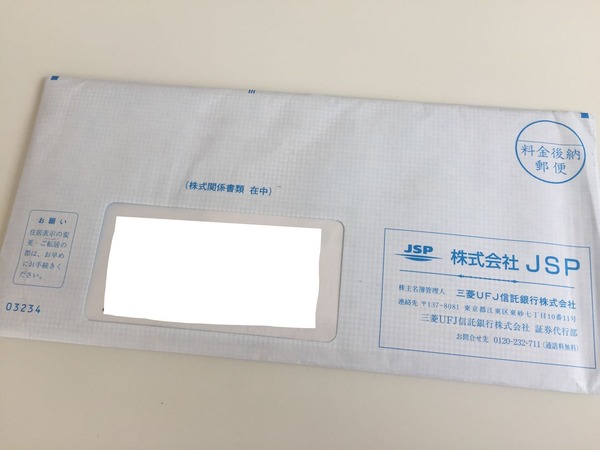 料金後納
郵便
(株式関係書類 在中)
お願い
住居表示の変
更・ご転居の
節は、お早め
にお手続きく
ださい。
03234
JSP 株式会社 JSP
株主名簿管理人 三菱UFJ信託銀行株式会社
連絡先 〒137-8081 東京都江東区東砂七丁目10番11号
三菱UFJ信託銀行株式会社 証券代行部
お問合せ先 0120-232-711(通話料無料)